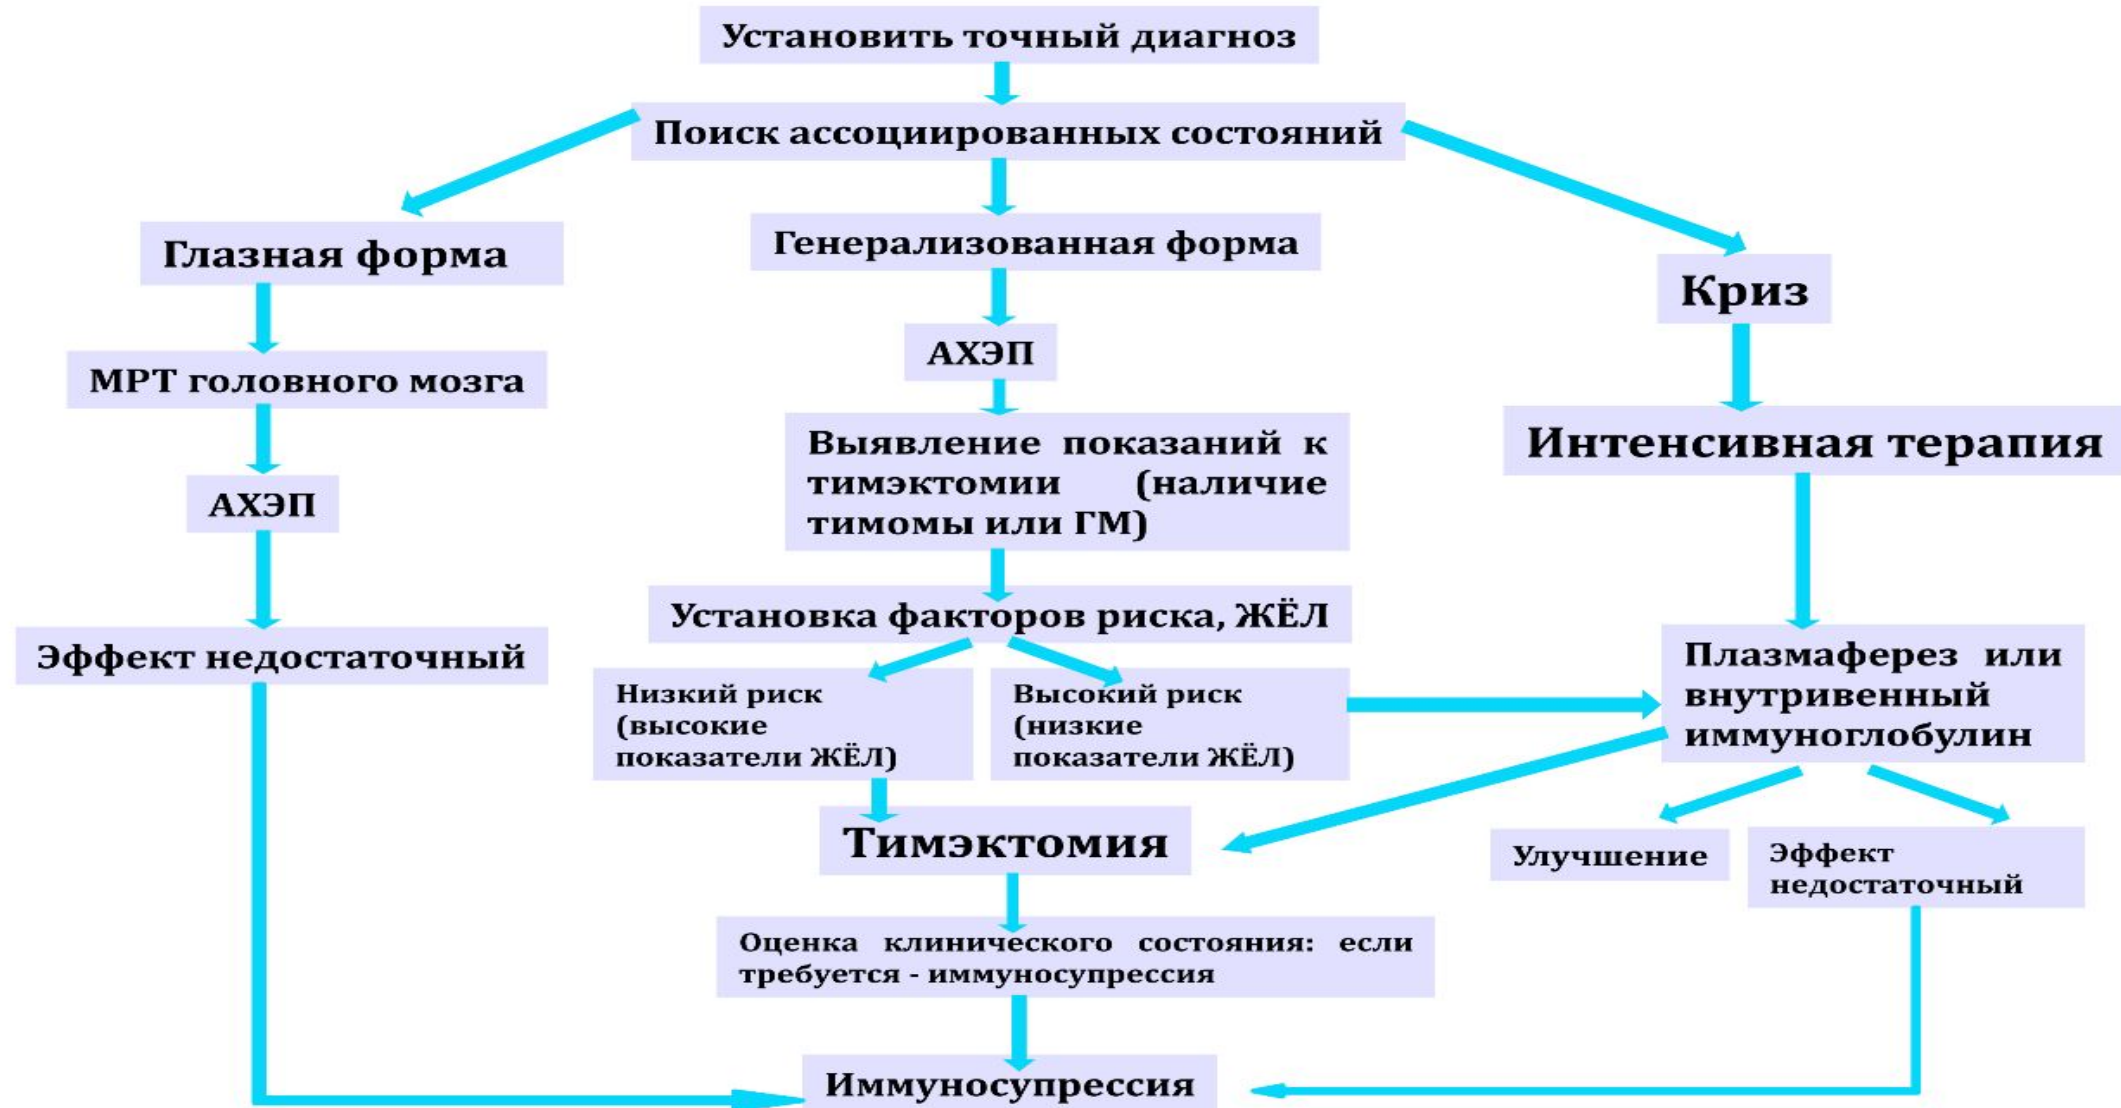 Установить точный диагноз
Поиск ассоциированных состояний
Глазная форма
Генерализованная форма
Криз
МРТ головного мозга
АХЭП
Выявление показаний к
тимэктомии (наличие
тимомы или ГМ)
Интенсивная терапия
АХЭП
Установка факторов риска, ЖЁЛ
Эффект недостаточный
Низкий риск
(высокие
показатели ЖЁЛ)
Высокий риск
(низкие
показатели ЖЁЛ)
Плазмаферез или
внутривенный
иммуноглобулин
Тимэктомия
Улучшение
Эффект
недостаточный
Оценка клинического состояния: если
требуется - иммуносупрессия
Иммуносупрессия